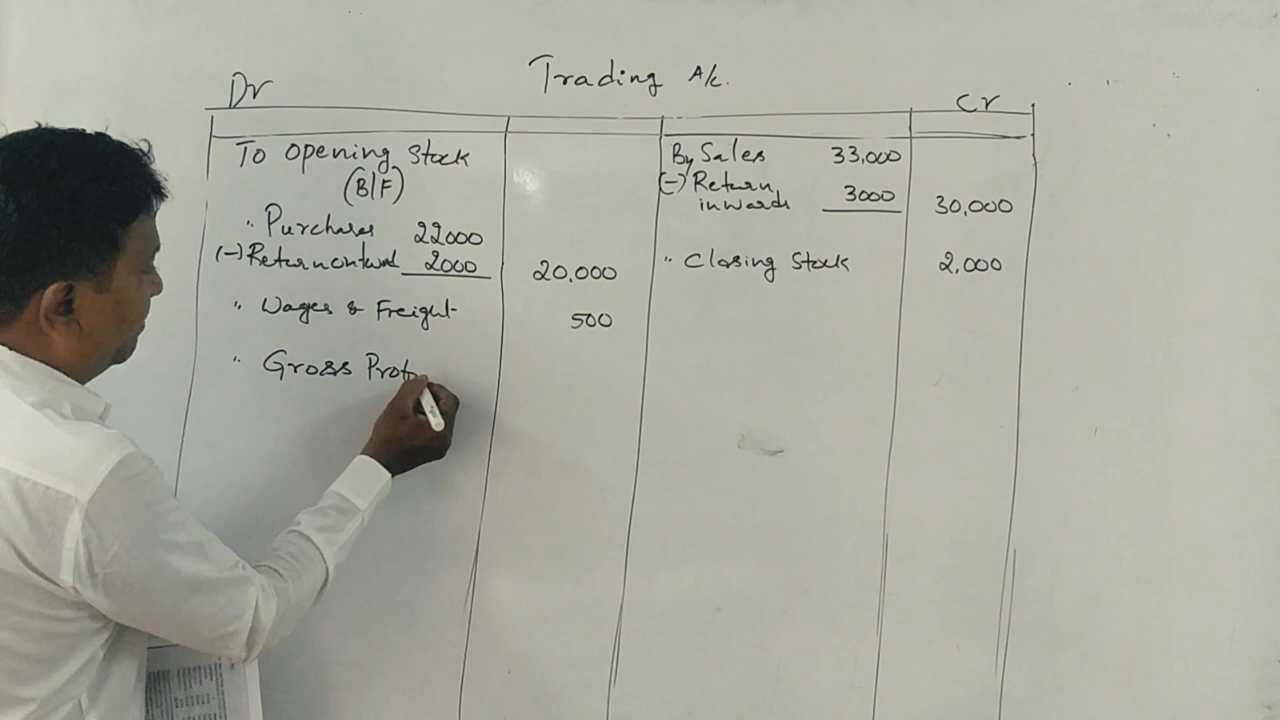 Trading A/c.
Dr
Cr
To Opening Stock
(B/F)
" Purchases 22000
(-) Return outward 2000 20,000
" Wages & Freight 500
" Gross Prof
By Sales 33,000
(-) Return inwards 3000 30,000
" Closing Stock 2,000